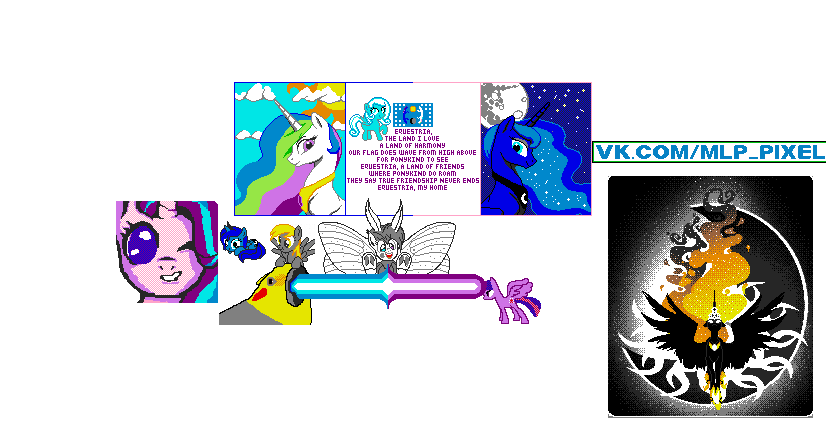 EQUESTRIA,
THE LAND I LOVE
A LAND OF HARMONY
OUR FLAG DOES WAVE FROM HIGH ABOVE
FOR PONYKIND TO SEE
EQUESTRIA, A LAND OF FRIENDS
WHERE PONYKIND DO ROAM
THEY SAY TRUE FRIENDSHIP NEVER ENDS
EQUESTRIA, MY HOME
VK.COM/MLP_PIXEL